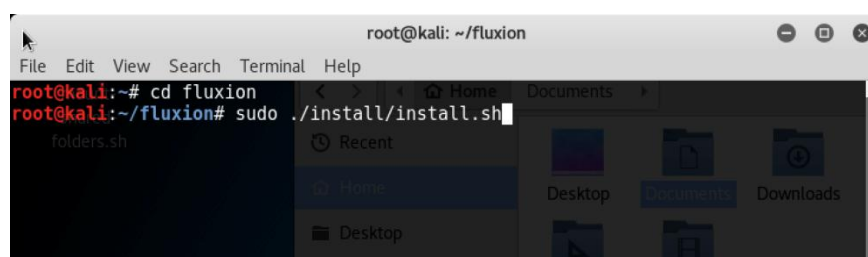 root@kali: ~/fluxion
File Edit View Search Terminal Help
root@kali:~# cd fluxion
root@kali:~/fluxion# sudo ./install/install.sh
Home Documents
folders.sh
Recent
Home
Desktop
Desktop Documents Downloads